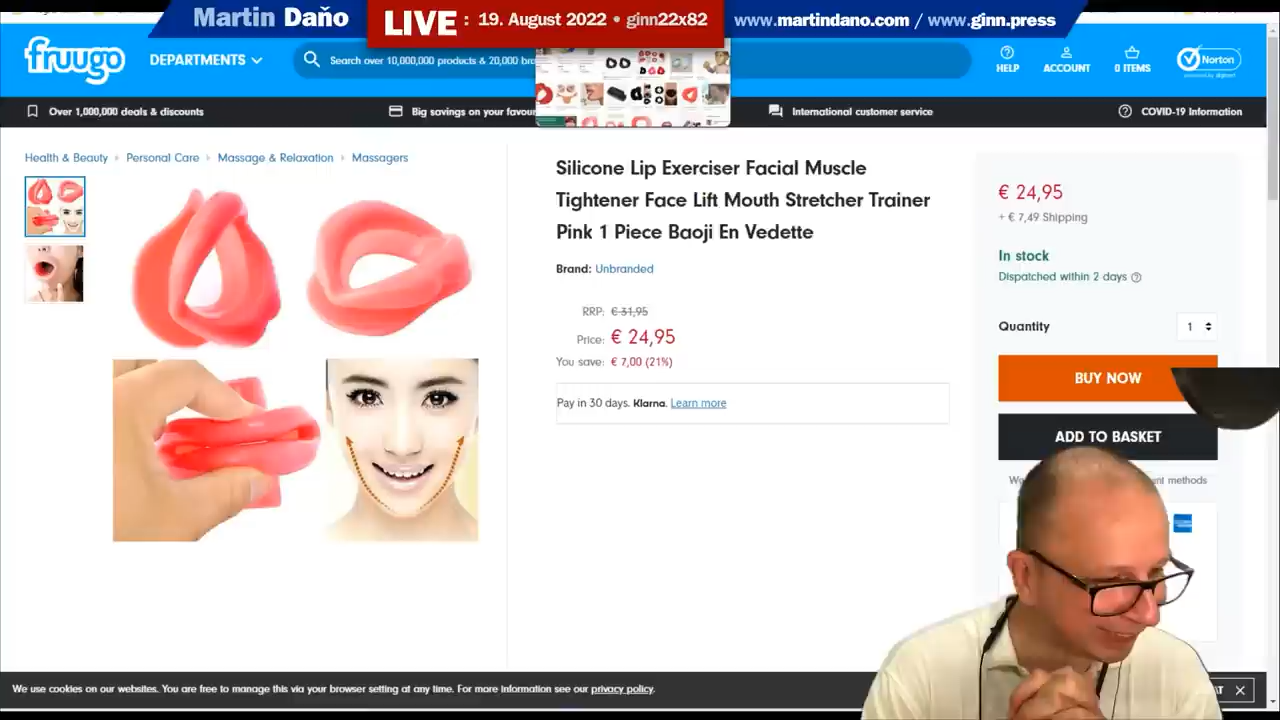 Martin Daňo
LIVE : 19. August 2022 • ginn22x82
www.martindano.com / www.ginn.press
fruugo
DEPARTMENTS
Search over 10,000,000 products & 20,000 bra
HELP
ACCOUNT
0 ITEMS
Norton
Over 1,000,000 deals & discounts
Big savings on your favou
International customer service
COVID-19 Information
Health & Beauty
Personal Care
Massage & Relaxation
Massagers
Silicone Lip Exerciser Facial Muscle
Tightener Face Lift Mouth Stretcher Trainer
Pink 1 Piece Baoji En Vedette
Brand: Unbranded
RRP: € 31,95
Price: € 24,95
You save: € 7,00 (21%)
Pay in 30 days. Klarna. Learn more
€ 24,95
+ € 7,49 Shipping
In stock
Dispatched within 2 days
Quantity
1
BUY NOW
ADD TO BASKET
We
nt methods
We use cookies on our websites. You are free to manage this via your browser setting at any time. For more information see our privacy policy.